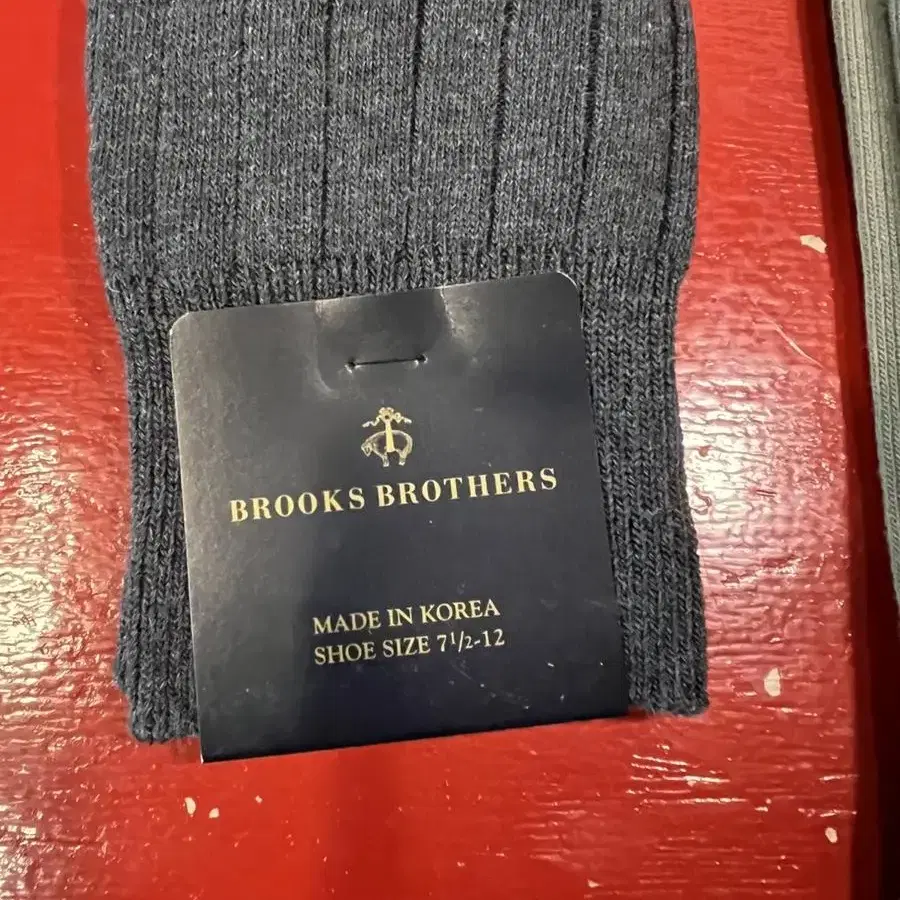 BROOKS BROTHERS
MADE IN KOREA
SHOE SIZE 7½-12